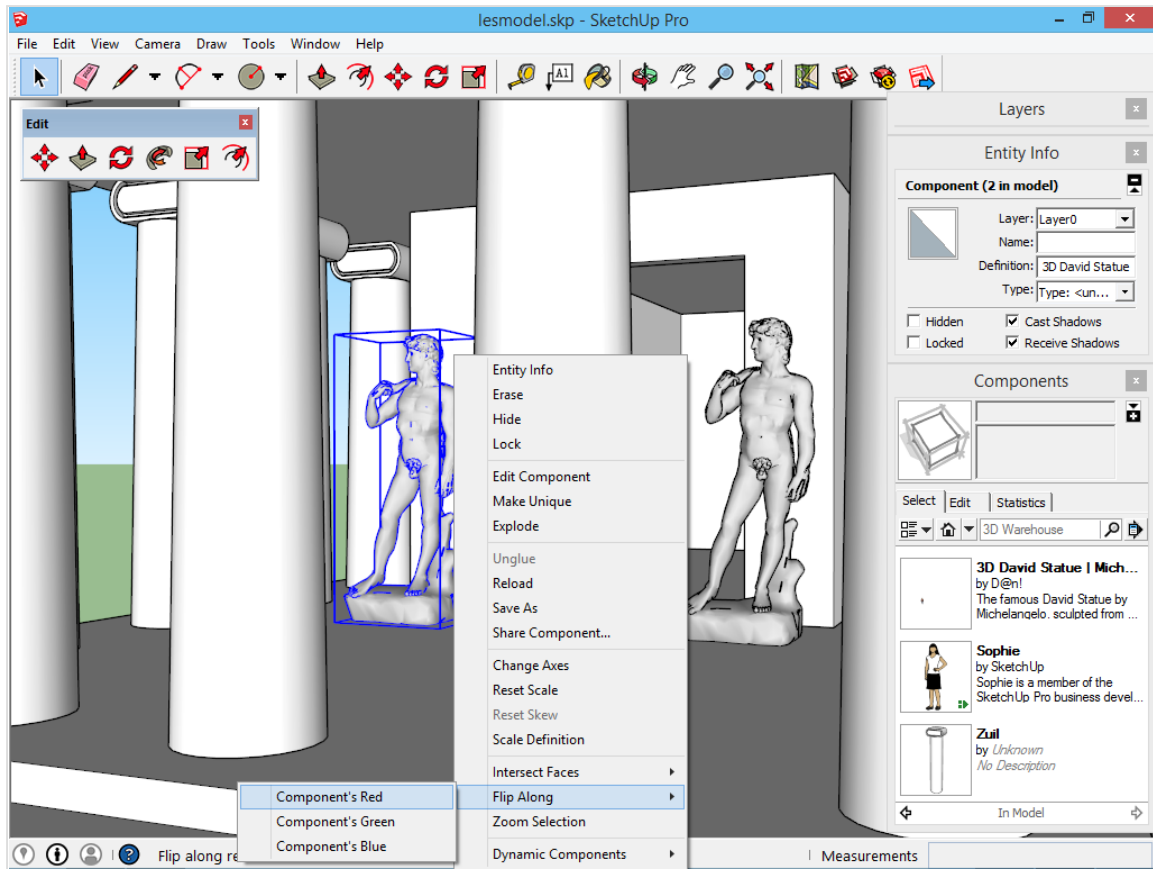 lesmodel.skp - SketchUp Pro
File Edit View Camera Draw Tools Window Help
A1
Edit
Layers
Entity Info
Component (2 in model)
Layer: Layer0
Name:
Definition: 3D David Statue
Type: Type: <un...
Hidden Cast Shadows
Locked Receive Shadows
Components
Select Edit Statistics
3D Warehouse
3D David Statue | Mich...
by D@n!
The famous David Statue by
Michelangelo. sculpted from ...
Sophie
by SketchUp
Sophie is a member of the
SketchUp Pro business devel...
Zuil
by Unknown
No Description
In Model
Entity Info
Erase
Hide
Lock
Edit Component
Make Unique
Explode
Unglue
Reload
Save As
Share Component...
Change Axes
Reset Scale
Reset Skew
Scale Definition
Intersect Faces
Flip Along
Zoom Selection
Dynamic Components
Component's Red
Component's Green
Component's Blue
Flip along re
Measurements